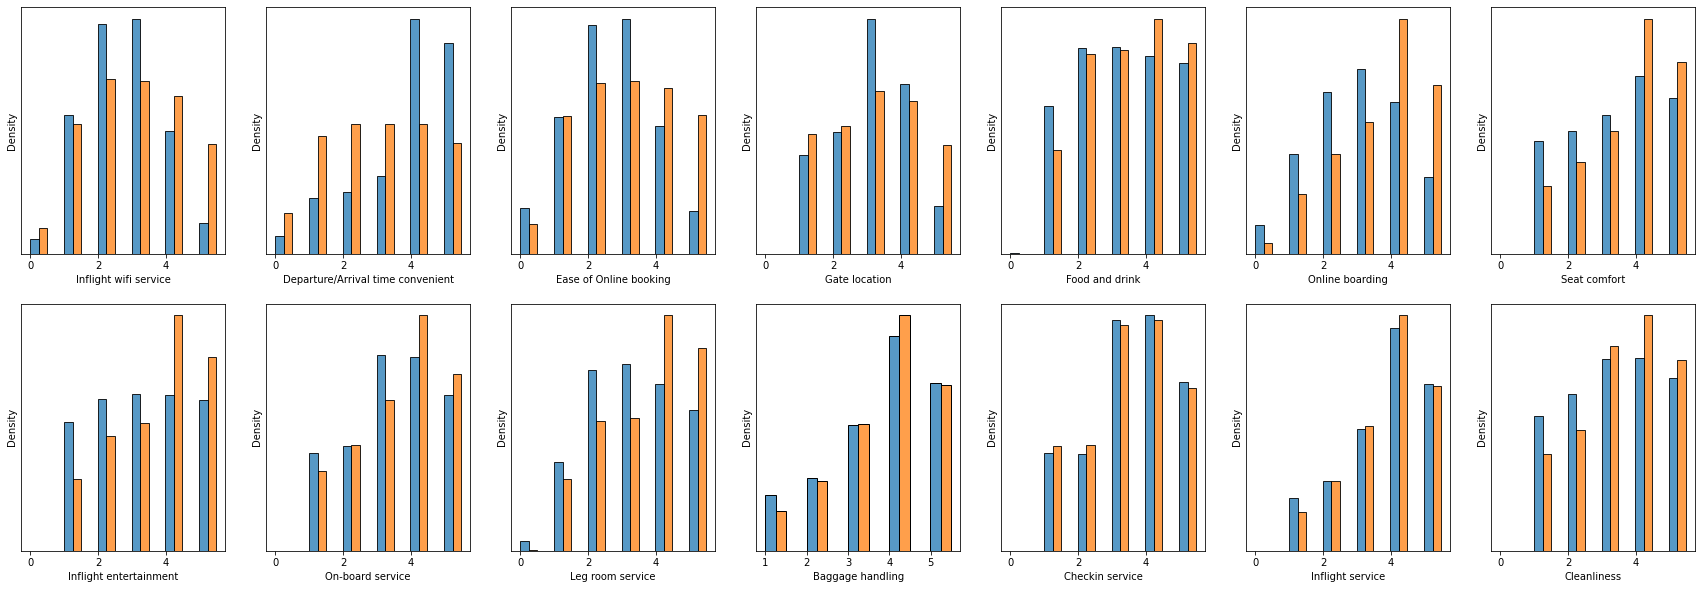 Density
0 2 4
Inflight wifi service
Density
0 2 4
Departure/Arrival time convenient
Density
0 2 4
Ease of Online booking
Density
0 2 4
Gate location
Density
0 2 4
Food and drink
Density
0 2 4
Online boarding
Density
0 2 4
Seat comfort
Density
0 2 4
Inflight entertainment
Density
0 2 4
On-board service
Density
0 2 4
Leg room service
Density
1 2 3 4 5
Baggage handling
Density
0 2 4
Checkin service
Density
0 2 4
Inflight service
Density
0 2 4
Cleanliness